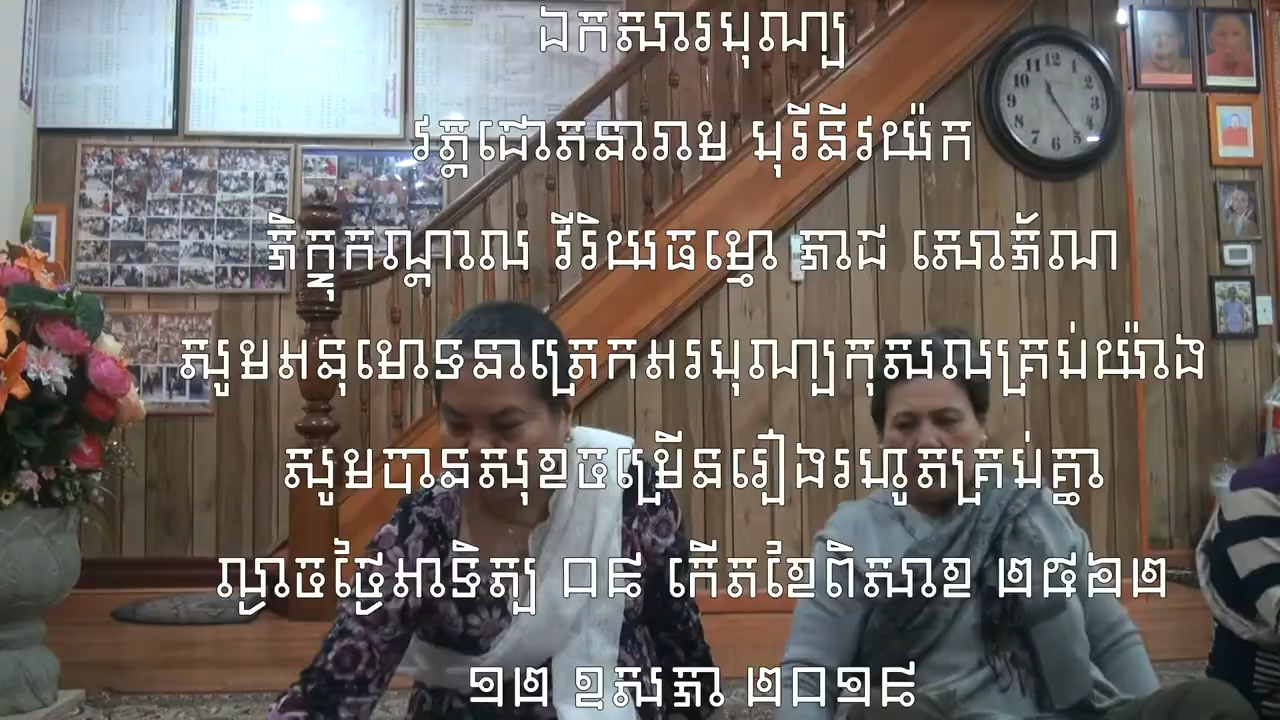 ឯកសារបុណ្យ
វត្តជោតនារាម បុរីនីវយ៉ក
ភិក្ខុកណ្តាល វីរិយធម្មោ ភាជ សោភ័ណ
សូមអនុមោទនាត្រេកអរបុណ្យកុសលគ្រប់យ៉ាង
សូមបានសុខចម្រើនរឿងរហូតគ្រប់គ្នា
ល្ងាចថ្ងៃអាទិត្យ ០៩ កើតខែពិសាខ ២៥៦២
១២ ឧសភា ២០១៩